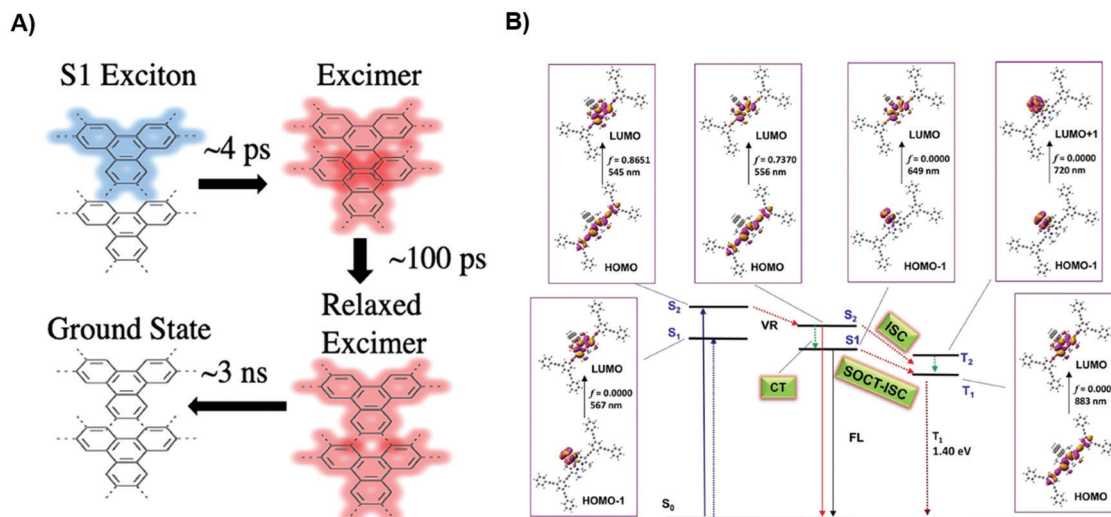 A)
S1 Exciton
Excimer
~4 ps
~100 ps
Ground State
Relaxed
Excimer
~3 ns
B)
LUMO
f = 0.8651
545 nm
HOMO
LUMO
f = 0.7370
556 nm
HOMO
LUMO
f = 0.0000
649 nm
HOMO-1
LUMO+1
f = 0.0000
720 nm
HOMO-1
LUMO
f = 0.0000
567 nm
HOMO-1
S2
S1
VR
S2
S1
CT
ISC
SOCT-ISC
T2
T1
FL
T1
1.40 eV
S0
LUMO
f = 0.000
883 nm
HOMO